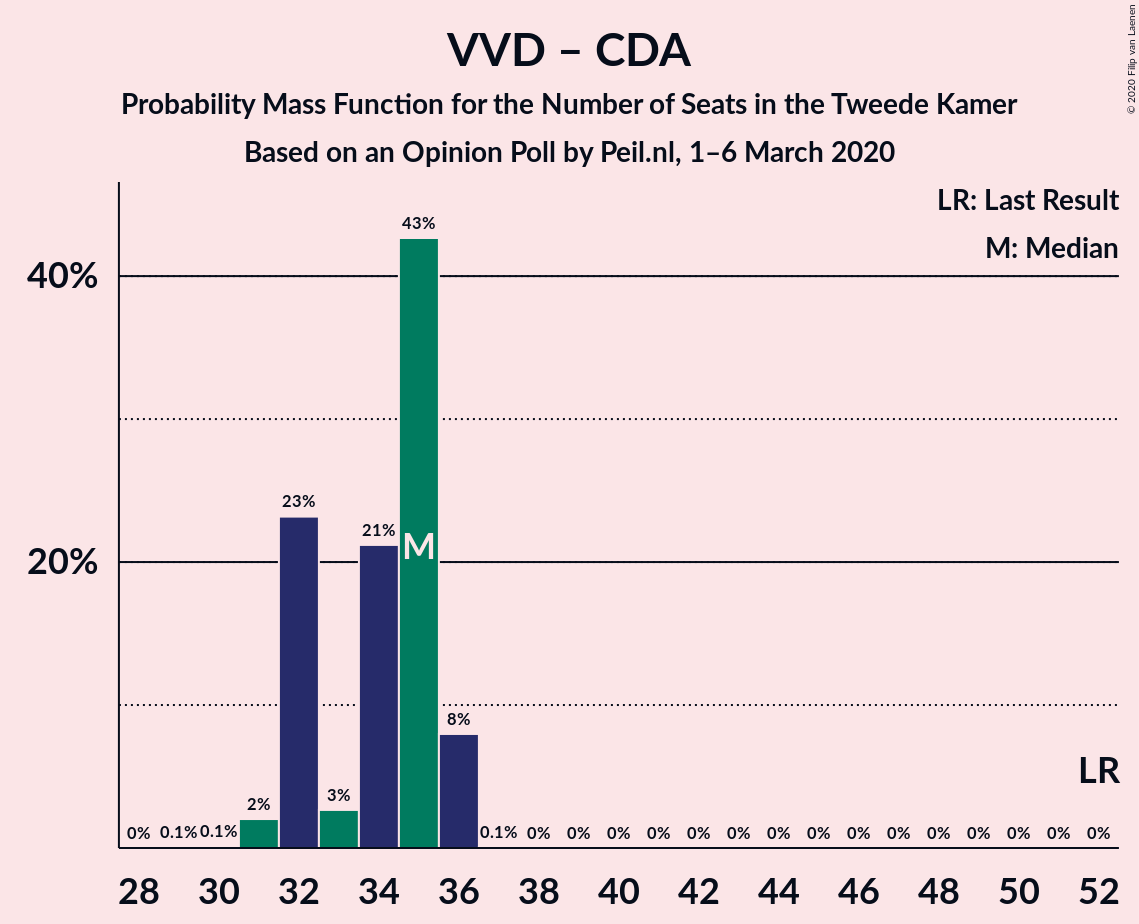 VVD – CDA
Probability Mass Function for the Number of Seats in the Tweede Kamer
Based on an Opinion Poll by Peil.nl, 1–6 March 2020
© 2020 Filip van Laenen
LR: Last Result
M: Median
40%
20%
0% 0.1% 0.1% 2% 23% 3% 21% 43% 8% 0.1% 0% 0% 0% 0% 0% 0% 0% 0% 0% 0% 0% 0% 0% 0% 0%
M
LR
28 30 32 34 36 38 40 42 44 46 48 50 52